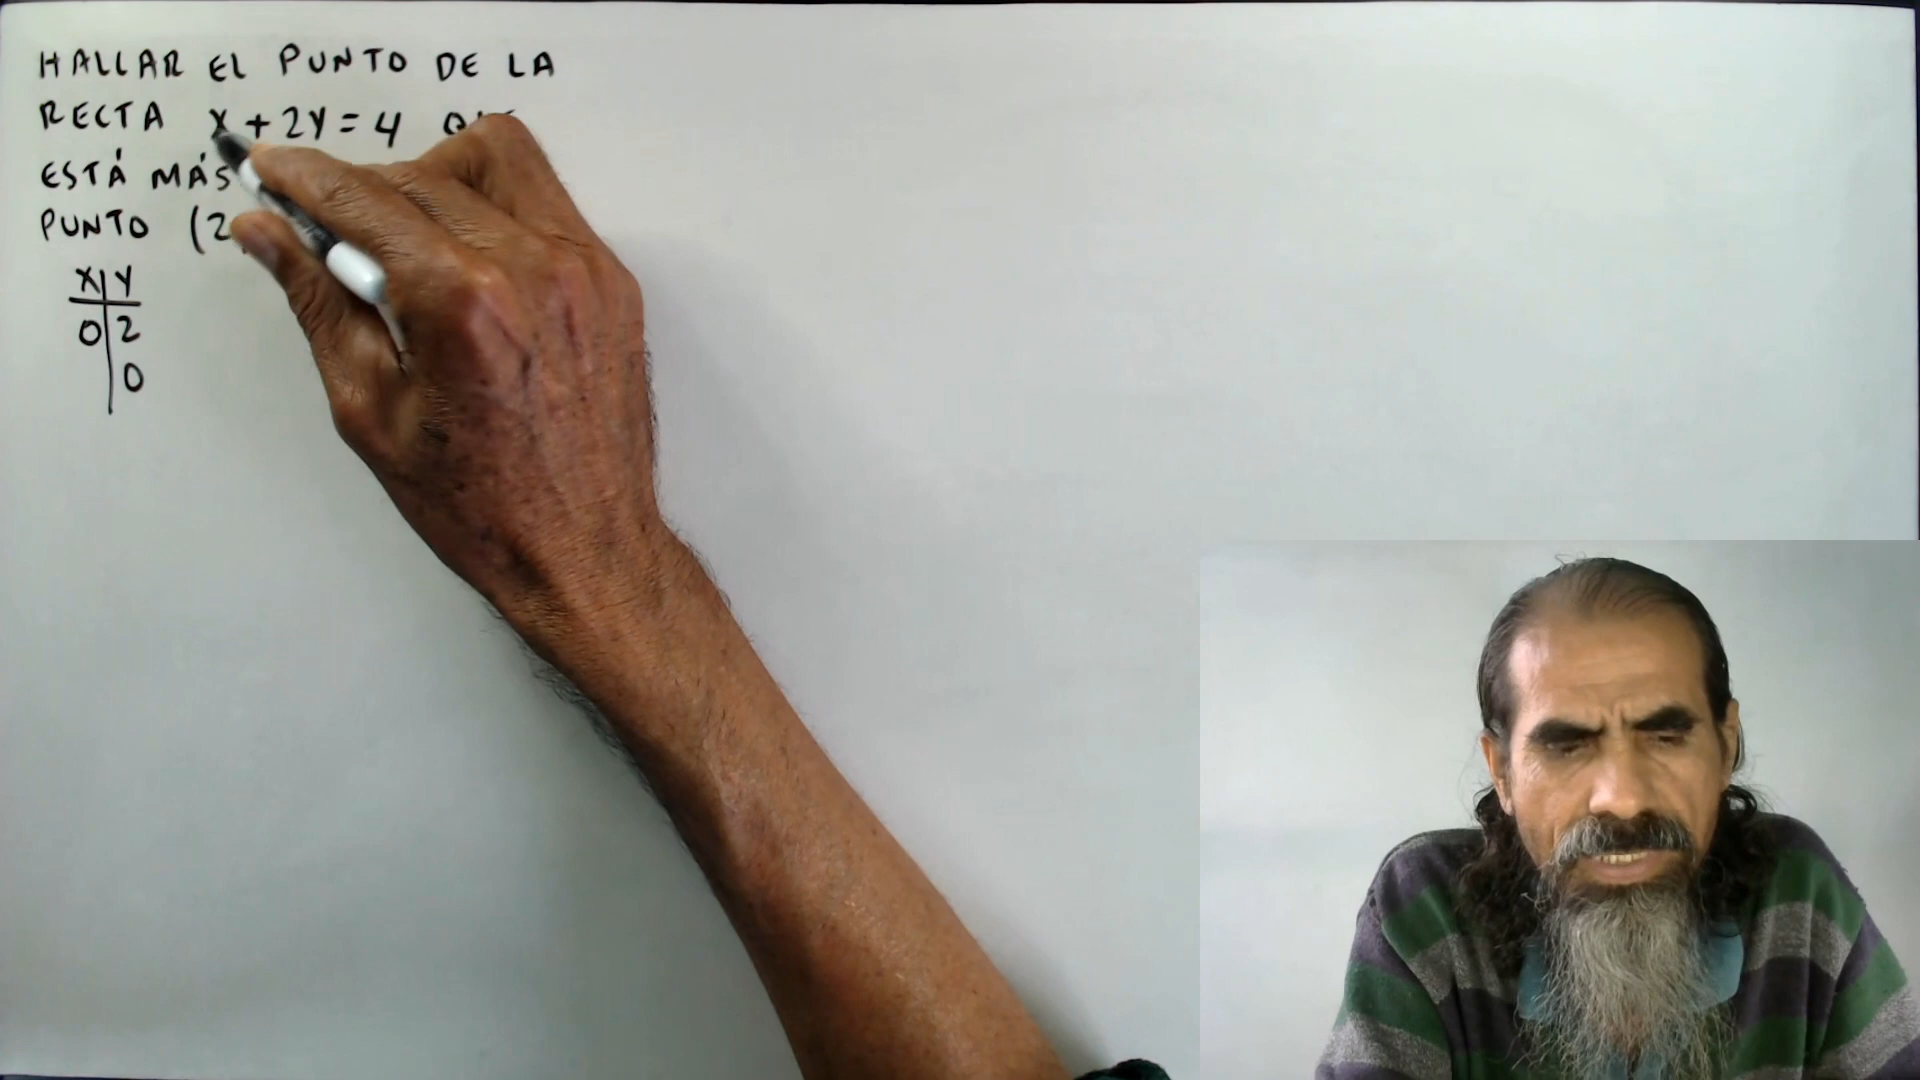 HALLAR EL PUNTO DE LA
RECTA X + 2Y = 4
ESTÁ MÁS
PUNTO (2
X Y
0 2
0